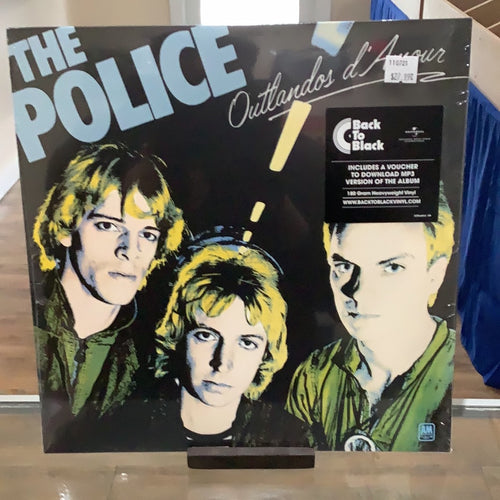 THE
POLICE
Outlandos d'Amour
110721
Back
To
Black
INCLUDES A VOUCHER
TO DOWNLOAD MP3
VERSION OF THE ALBUM
180 Gram Heavyweight Vinyl
WWW.BACKTOBLACKVINYL.COM
A&M